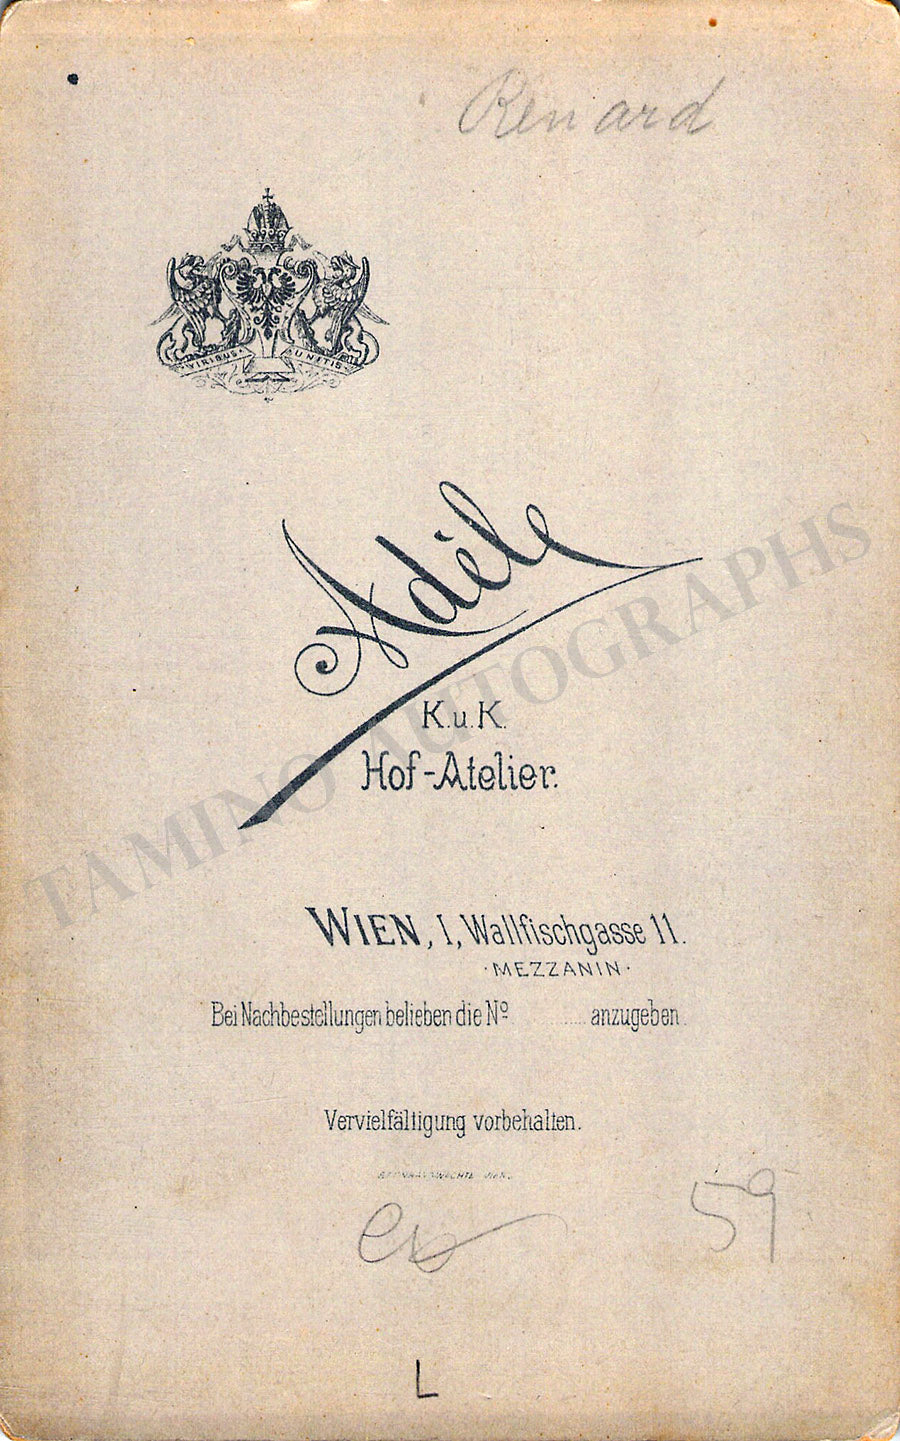 Renard
VIRIBUS UNITIS
Adèle
K.u.K.
Hof-Atelier.
WIEN, I, Wallfischgasse 11.
·MEZZANIN·
Bei Nachbestellungen belieben die Nº ........ anzugeben.
Vervielfältigung vorbehalten.
59
L
TAMINO AUTOGRAPHS